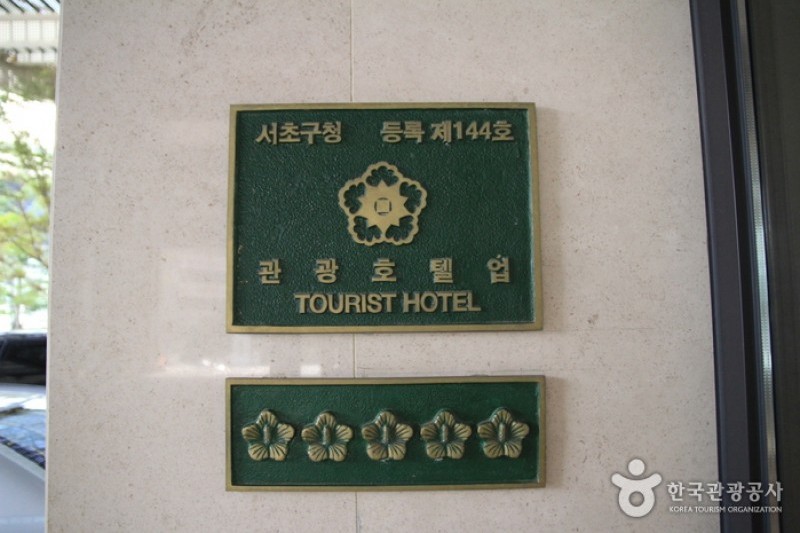 서초구청 등록 제144호
관광호텔업
TOURIST HOTEL
한국관광공사
KOREA TOURISM ORGANIZATION